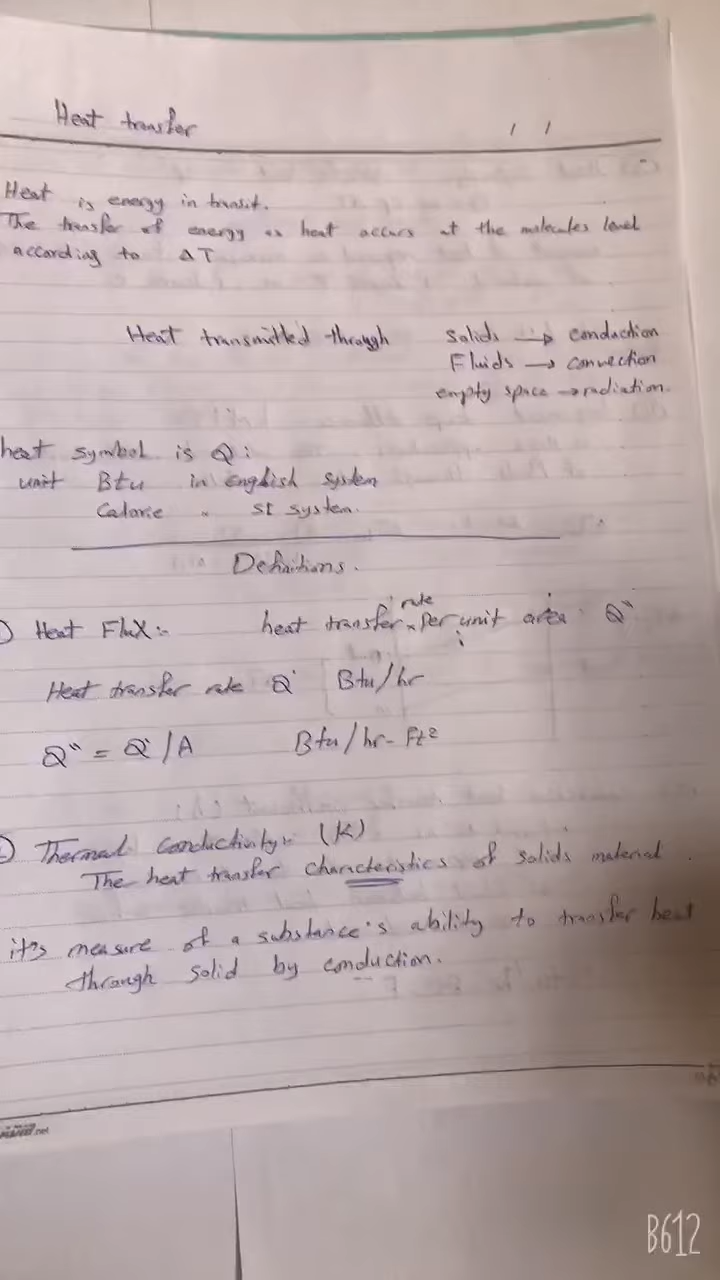 Heat transfer / /
Heat is energy in transit.
The transfer of energy as heat occurs at the molecules level
according to ΔT
Heat transmitted through Solids → conduction
Fluids → convection
empty space → radiation.
heat symbol is Q:
unit Btu in english system
Calorie " SI system.
Definitions.
Heat Flux:- heat transfer rate per unit area Q̇"
Heat transfer rate Q̇ Btu/hr
Q̇" = Q̇/A Btu/hr-Ft²
Thermal Conductivity:- (K)
The heat transfer characteristics of solids material.
it's measure of a substance's ability to transfer heat
through solid by conduction.
.net
B612